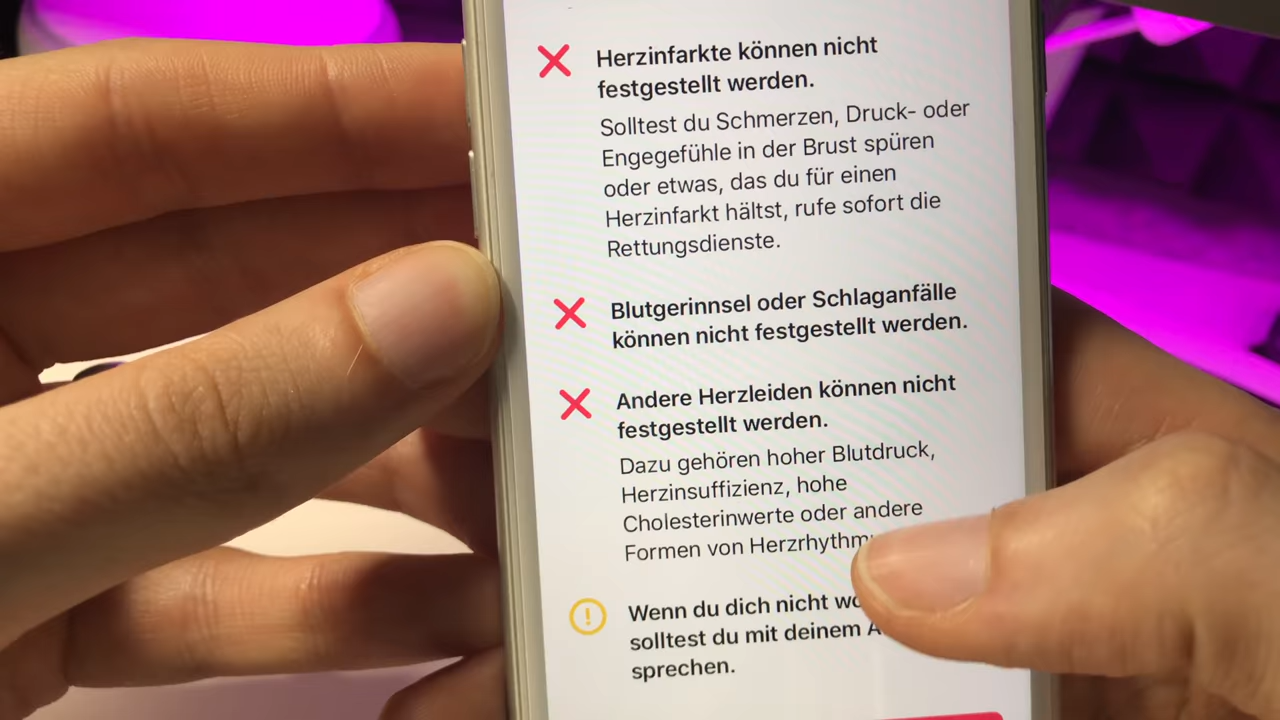 Herzinfarkte können nicht
festgestellt werden.
Solltest du Schmerzen, Druck- oder
Engegefühle in der Brust spüren
oder etwas, das du für einen
Herzinfarkt hältst, rufe sofort die
Rettungsdienste.
Blutgerinnsel oder Schlaganfälle
können nicht festgestellt werden.
Andere Herzleiden können nicht
festgestellt werden.
Dazu gehören hoher Blutdruck,
Herzinsuffizienz, hohe
Cholesterinwerte oder andere
Formen von
Wenn du dich nicht
solltest du mit deinem
sprechen.